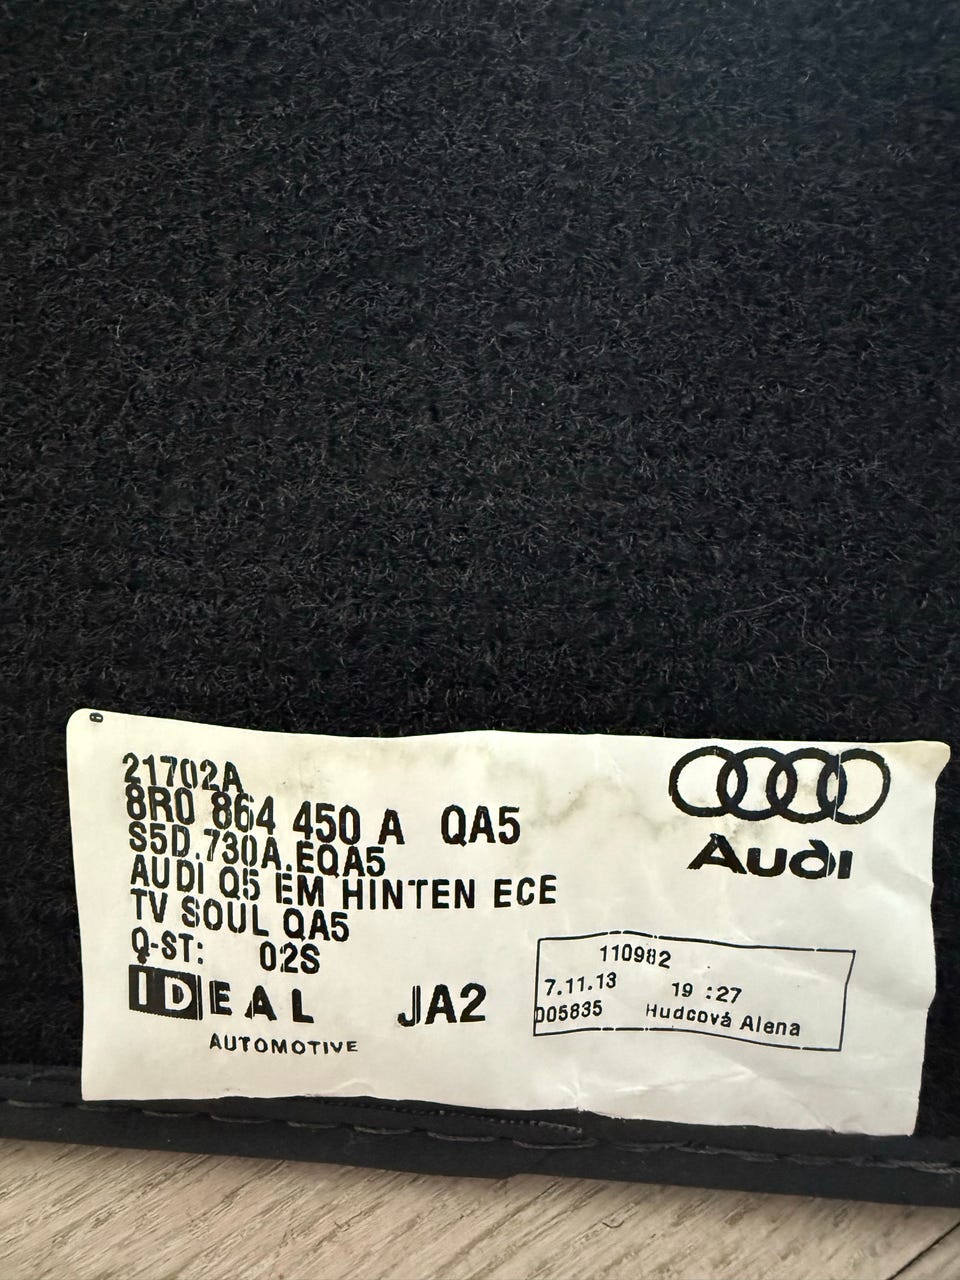 21702A
8R0 864 450 A QA5
S5D.730A.EQA5
AUDI Q5 EM HINTEN ECE
TV SOUL QA5
Q-ST: 02S
IDEAL JA2
AUTOMOTIVE
Audi
110982
7.11.13 19:27
D05835 Hudcová Alena